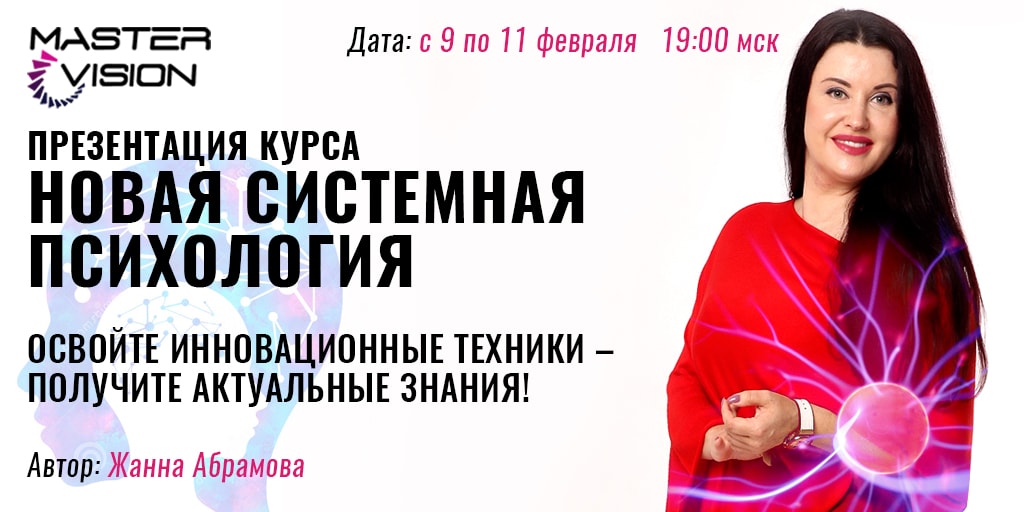 MASTER
VISION
Дата: с 9 по 11 февраля 19:00 мск
ПРЕЗЕНТАЦИЯ КУРСА
НОВАЯ СИСТЕМНАЯ
ПСИХОЛОГИЯ
ОСВОЙТЕ ИННОВАЦИОННЫЕ ТЕХНИКИ –
ПОЛУЧИТЕ АКТУАЛЬНЫЕ ЗНАНИЯ!
Автор: Жанна Абрамова